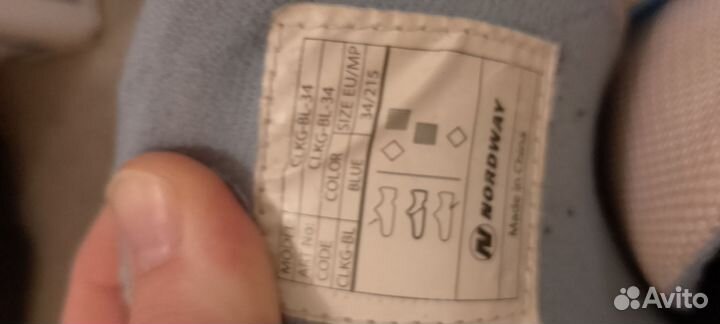 MODEL CLKG-BL-34
ART No: CLKG-BL-34
CODE COLOR SIZE EU/MP
CLKG-BL BLUE 34/215
NORDWAY
Made in China
Avito